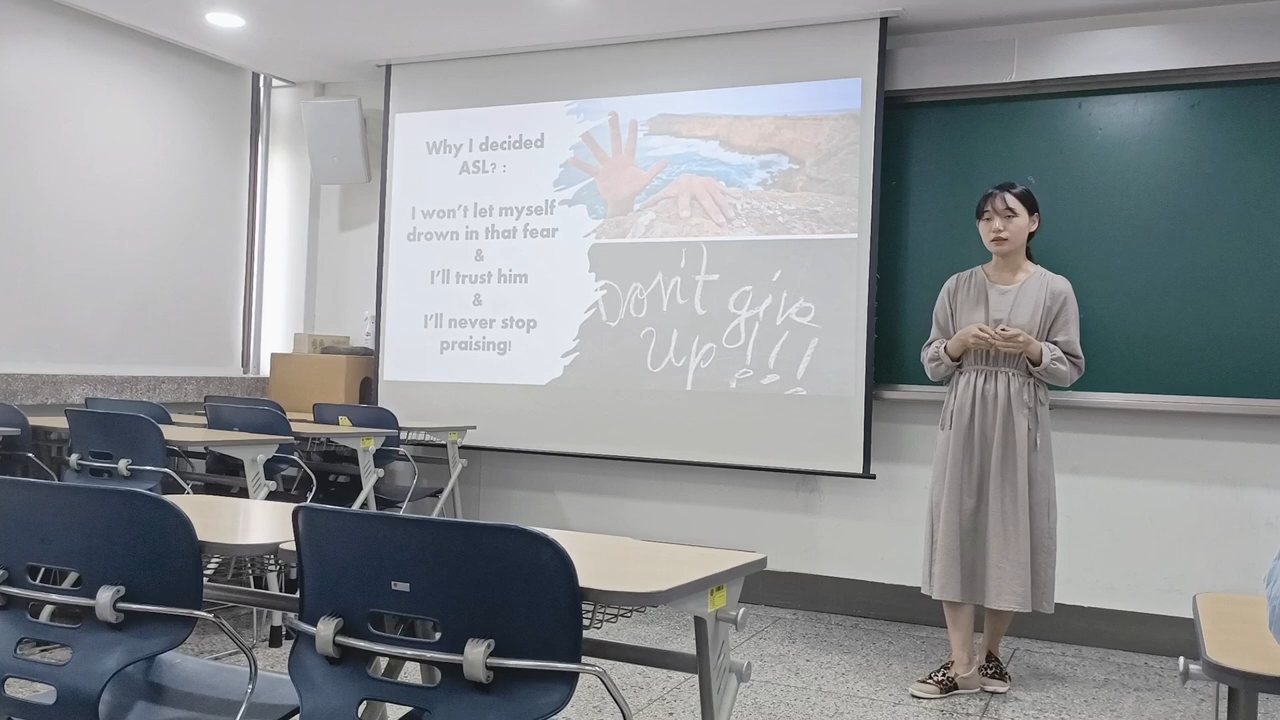 Why I decided
ASL? :
I won't let myself
drown in that fear
&
I'll trust him
&
I'll never stop
praising!
Don't give
Up!!!